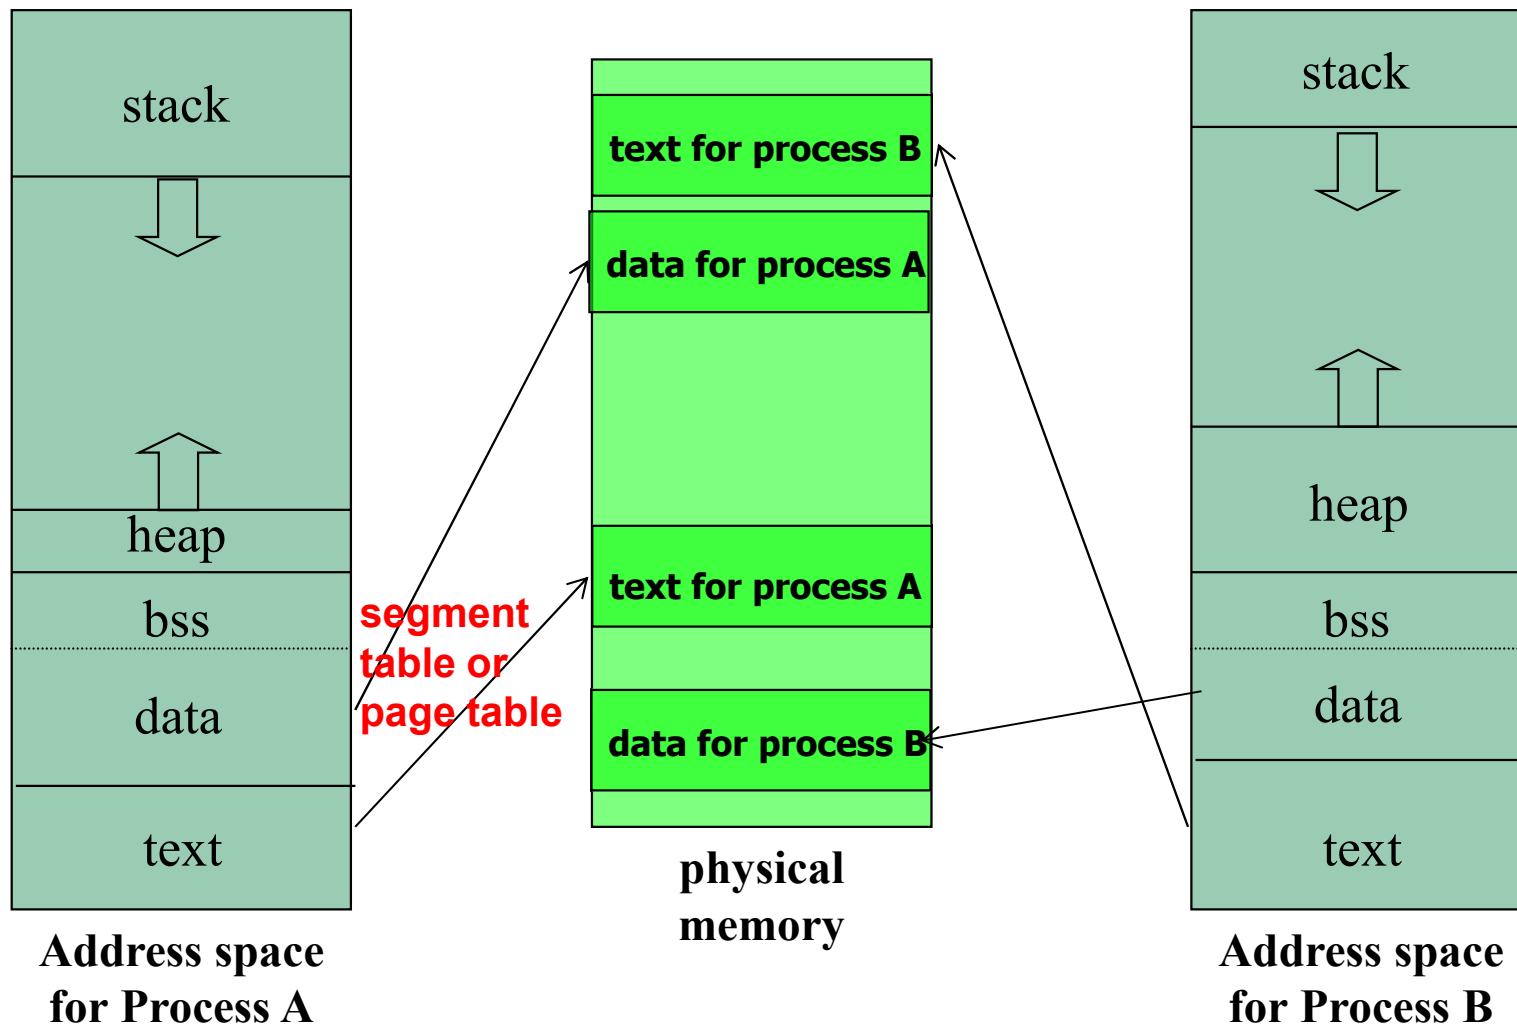 stack
heap
bss
data
text
Address space
for Process A
segment
table or
page table
text for process B
data for process A
text for process A
data for process B
physical
memory
stack
heap
bss
data
text
Address space
for Process B